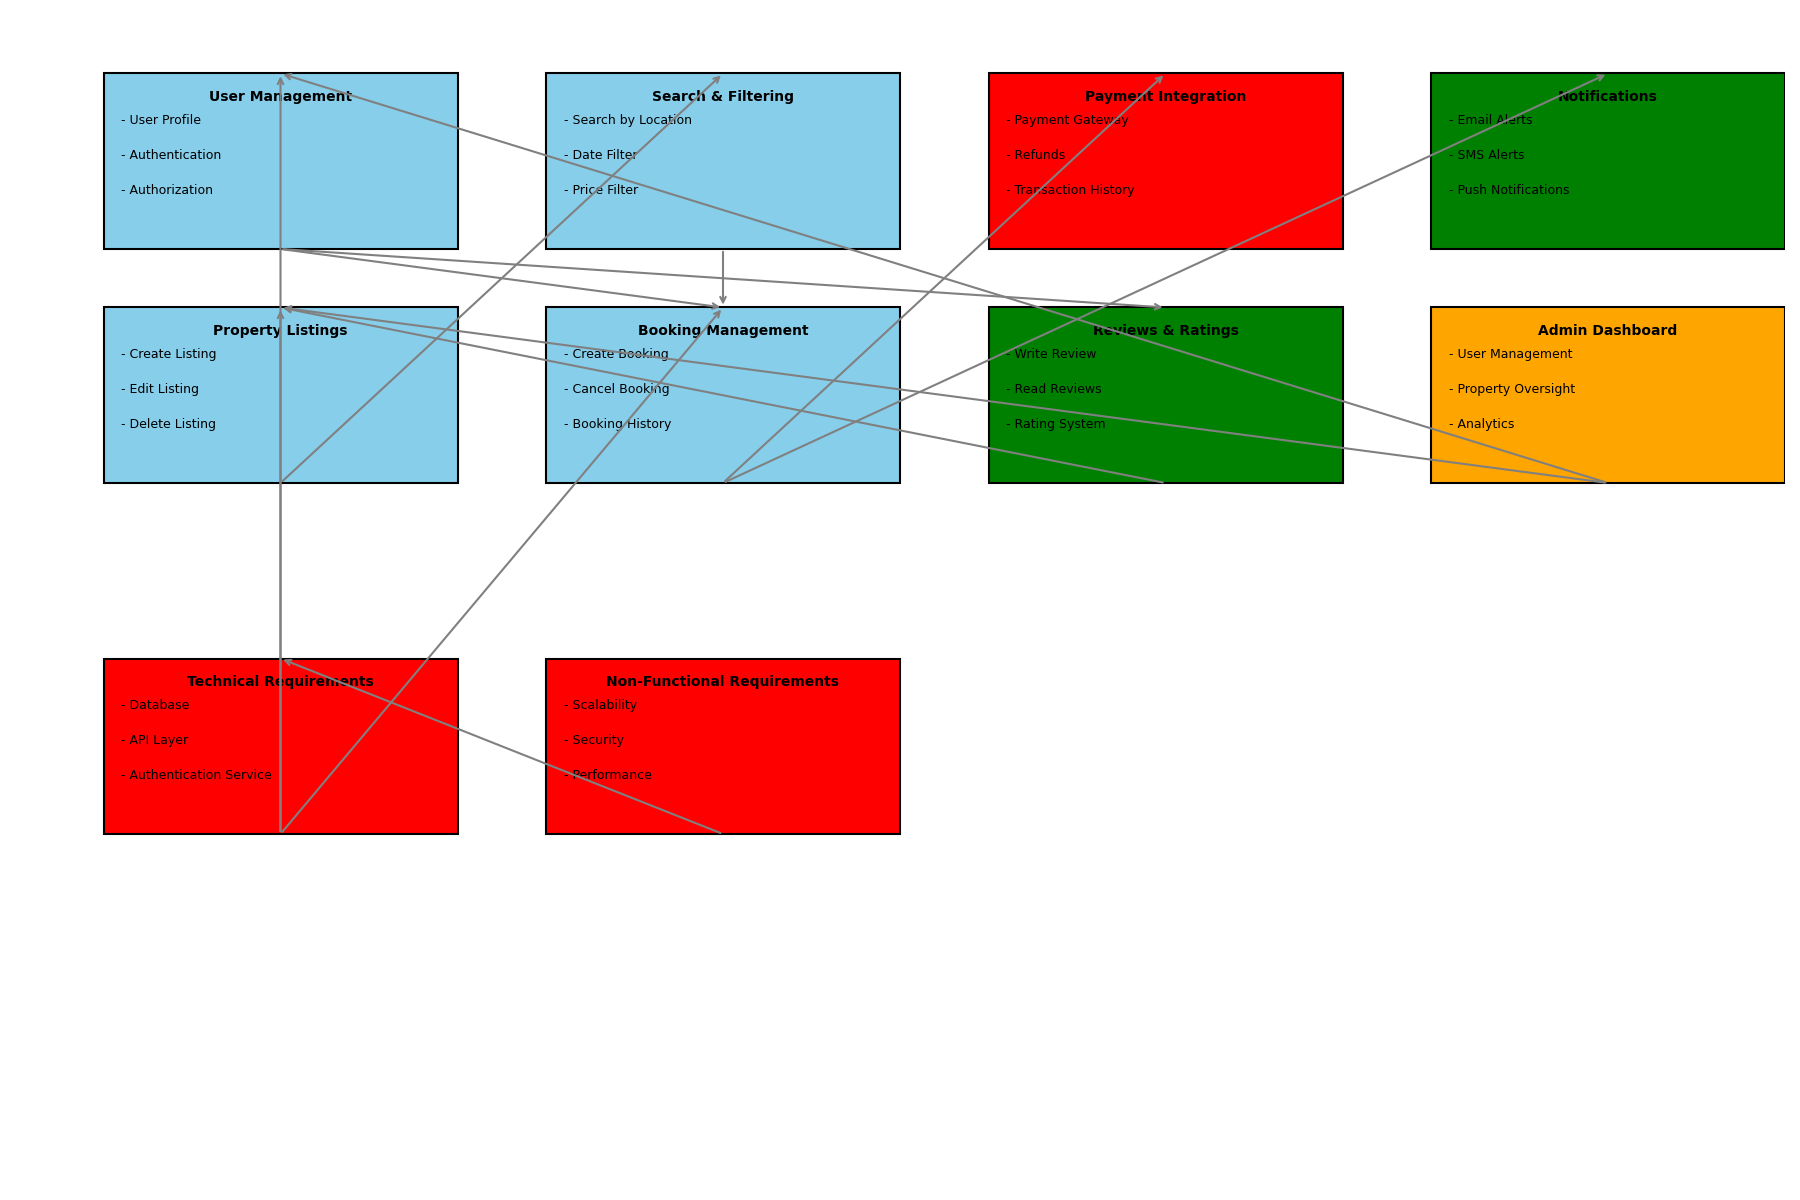 User Management
- User Profile
- Authentication
- Authorization
Search & Filtering
- Search by Location
- Date Filter
- Price Filter
Payment Integration
- Payment Gateway
- Refunds
- Transaction History
Notifications
- Email Alerts
- SMS Alerts
- Push Notifications
Property Listings
- Create Listing
- Edit Listing
- Delete Listing
Booking Management
- Create Booking
- Cancel Booking
- Booking History
Reviews & Ratings
- Write Review
- Read Reviews
- Rating System
Admin Dashboard
- User Management
- Property Oversight
- Analytics
Technical Requirements
- Database
- API Layer
- Authentication Service
Non-Functional Requirements
- Scalability
- Security
- Performance